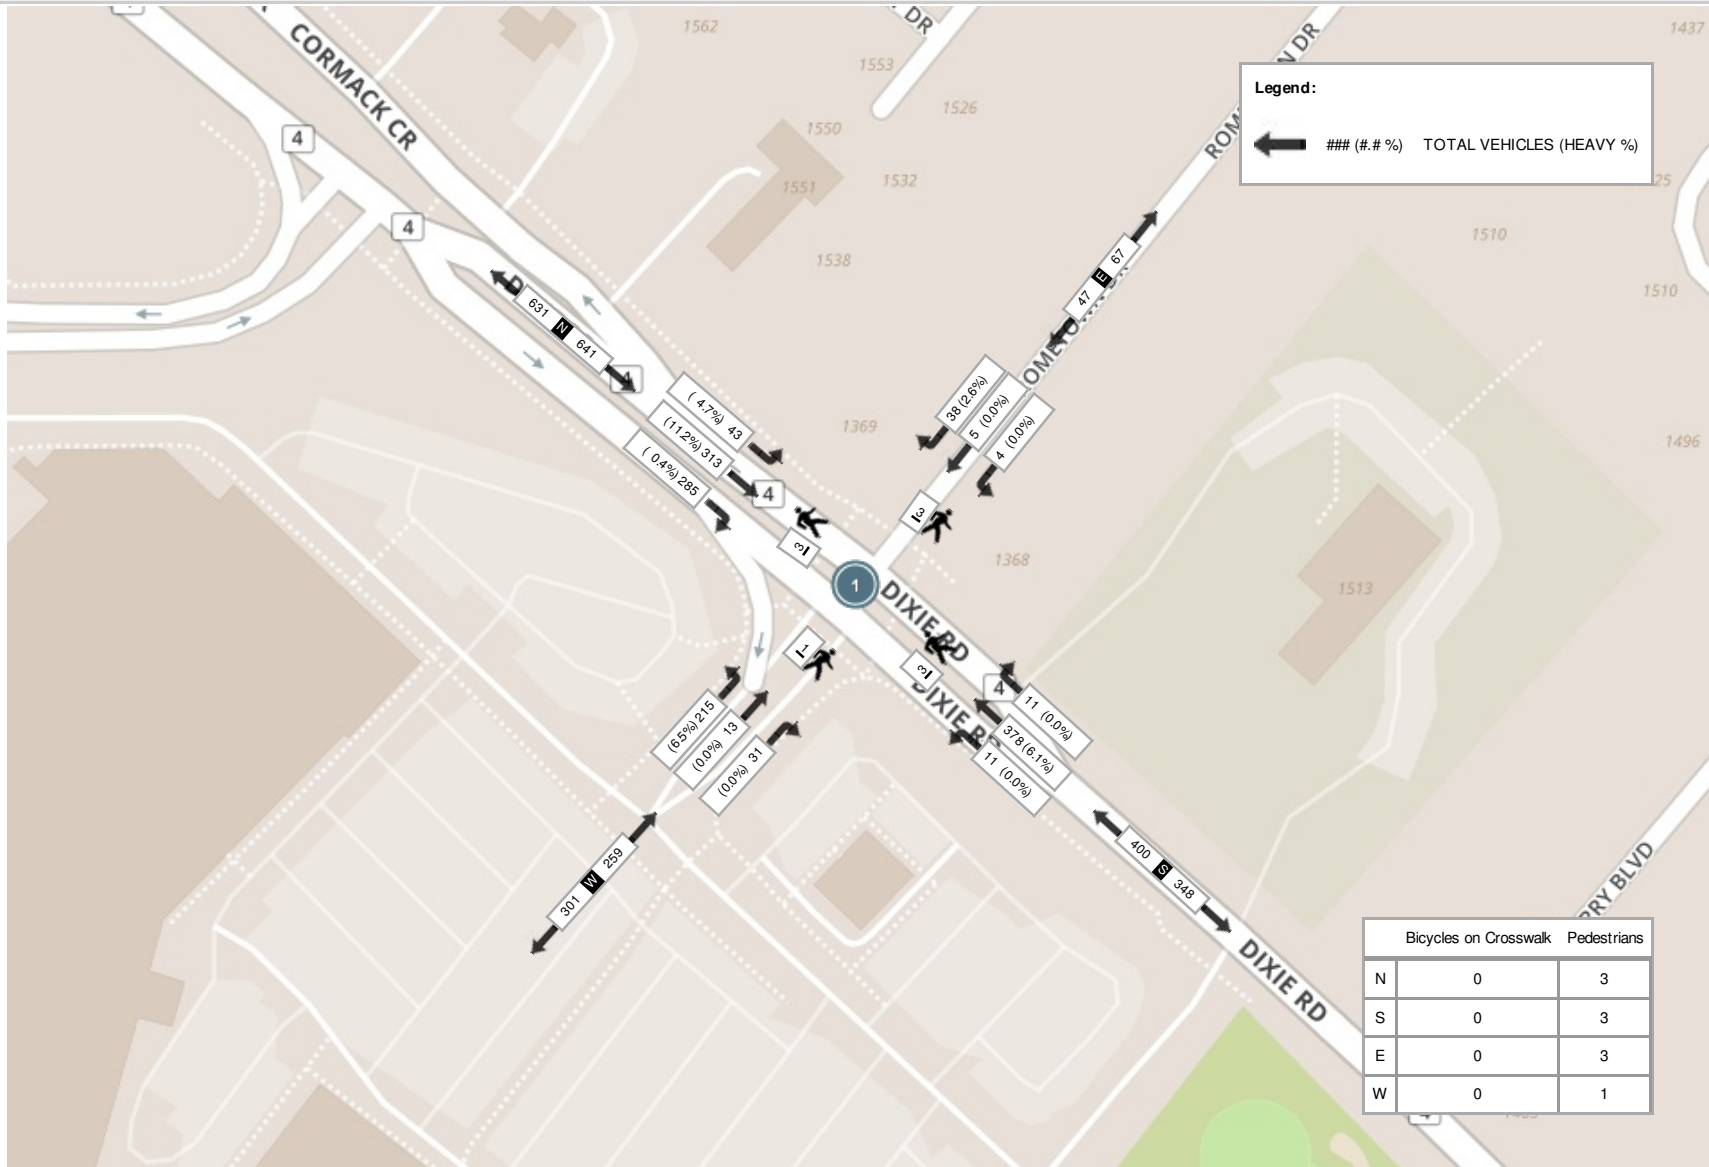 CORMACK CR
DR
N DR
1562
1437
1553
1526
1550
1551
1532
1538
1510
1510
1369
1368
1496
1513
4
4
4
4
4
Legend:
### (#.# %) TOTAL VEHICLES (HEAVY %)
631 N 641
47 E 67
( 4.7%) 43
(11.2%) 313
( 0.4%) 285
38 (2.6%)
5 (0.0%)
4 (0.0%)
3
3
1
DIXIE RD
1
3
DIXIE RD
11 (0.0%)
378 (6.1%)
11 (0.0%)
(6.5%) 215
(0.0%) 13
(0.0%) 31
301 W 259
400 S 348
DIXIE RD
RRY BLVD
Bicycles on Crosswalk Pedestrians
N 0 3
S 0 3
E 0 3
W 0 1